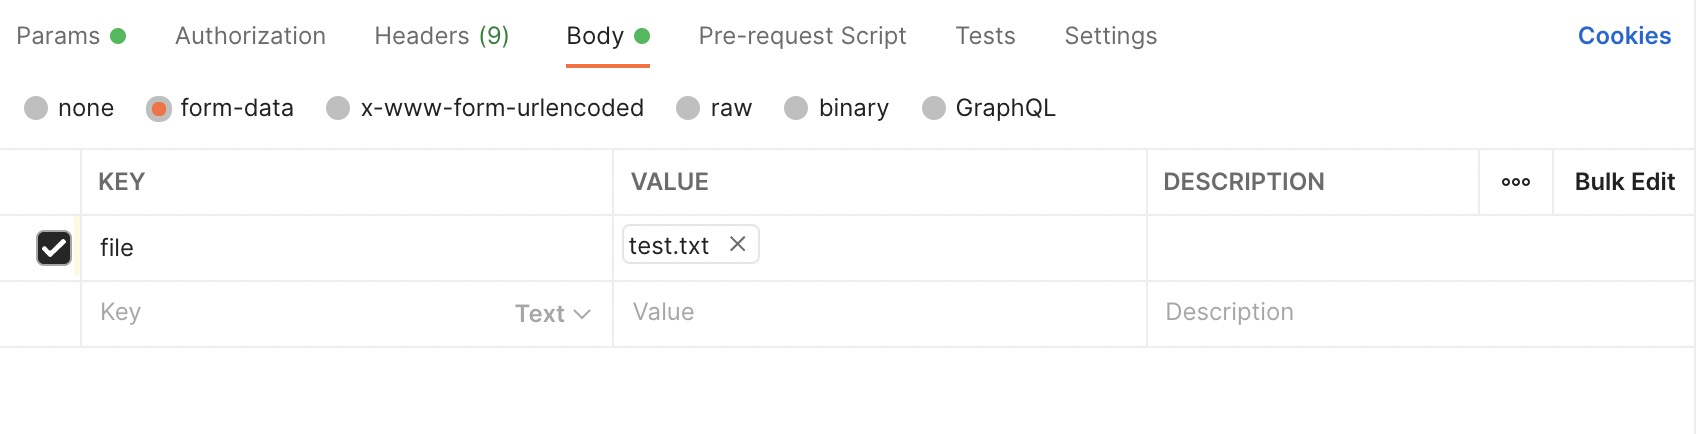 Params Authorization Headers (9) Body Pre-request Script Tests Settings Cookies
none form-data x-www-form-urlencoded raw binary GraphQL
KEY VALUE DESCRIPTION ooo Bulk Edit
file test.txt
Key Text Value Description